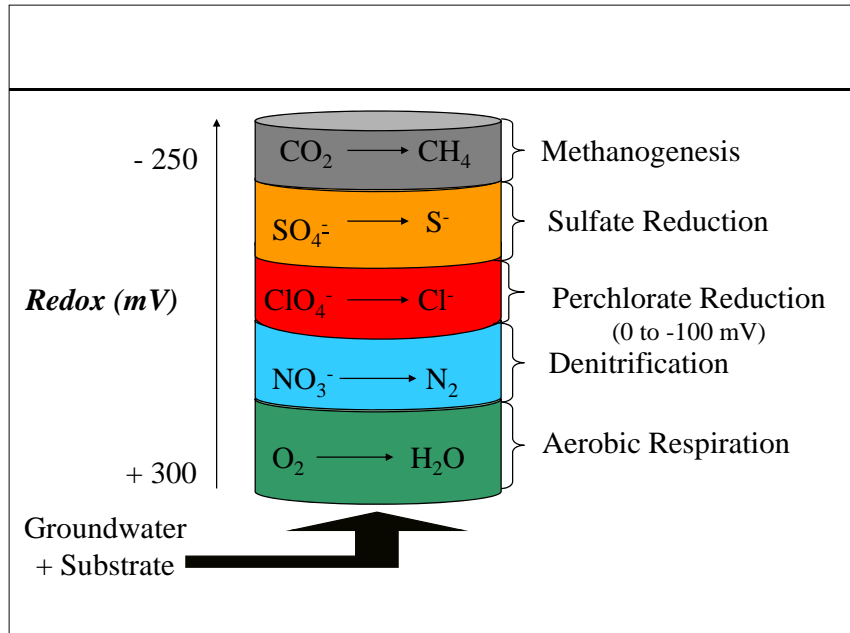 - 250
CO₂ → CH₄
Methanogenesis
SO₄⁻ → S⁻
Sulfate Reduction
Redox (mV)
ClO₄⁻ → Cl⁻
Perchlorate Reduction
(0 to -100 mV)
NO₃⁻ → N₂
Denitrification
O₂ → H₂O
Aerobic Respiration
+ 300
Groundwater
+ Substrate